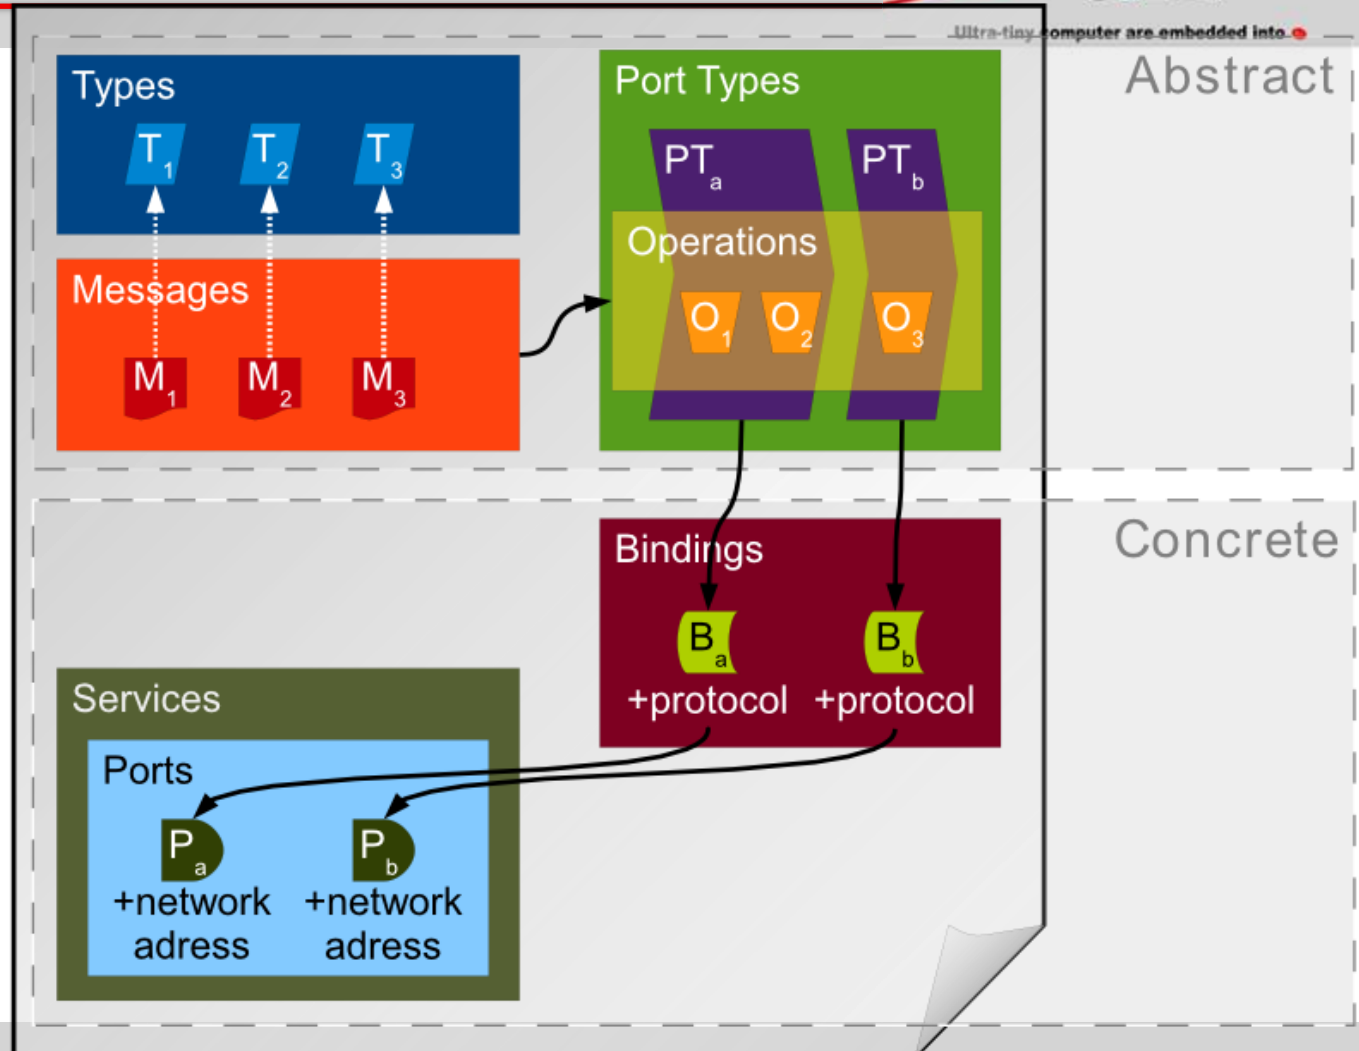 Ultra-tiny computer are embedded into
Abstract
Types
T1 T2 T3
Messages
M1 M2 M3
Port Types
PTa PTb
Operations
O1 O2 O3
Concrete
Bindings
Ba Bb
+protocol +protocol
Services
Ports
Pa Pb
+network +network
adress adress